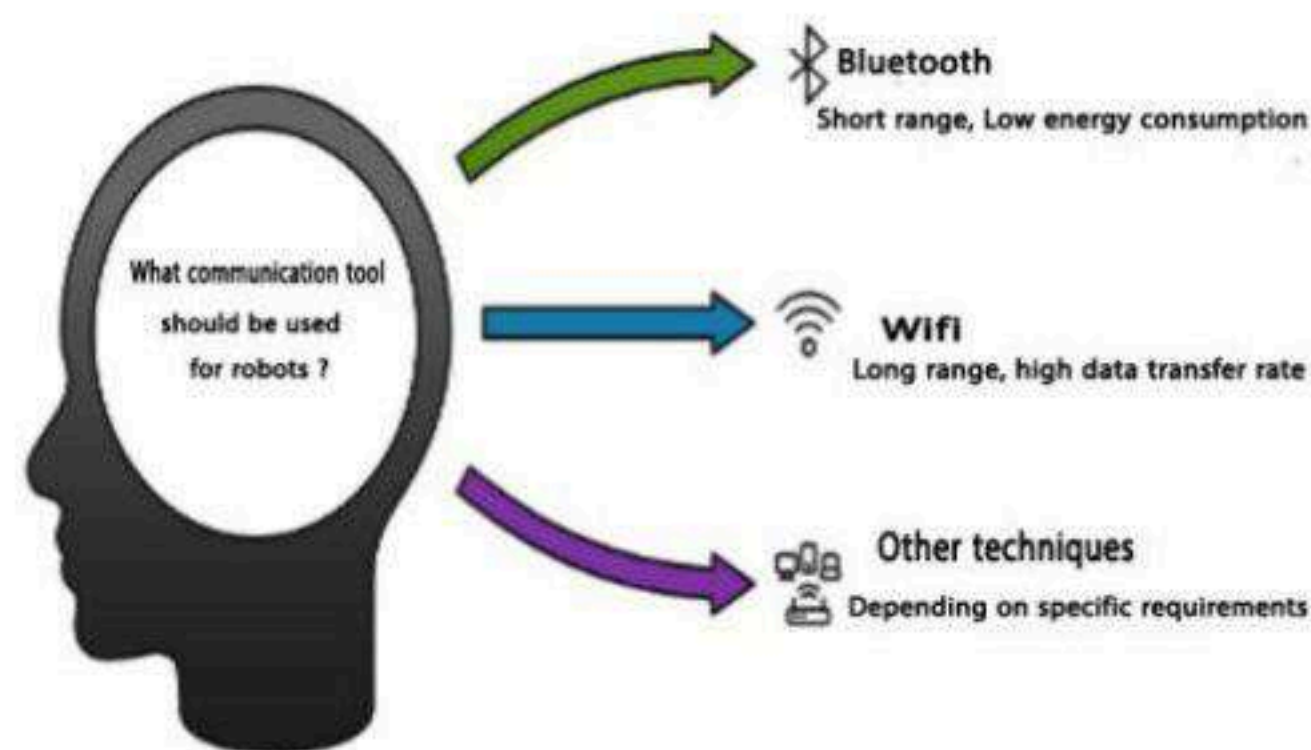 What communication tool
should be used
for robots ?
Bluetooth
Short range, Low energy consumption
Wifi
Long range, high data transfer rate
Other techniques
Depending on specific requirements